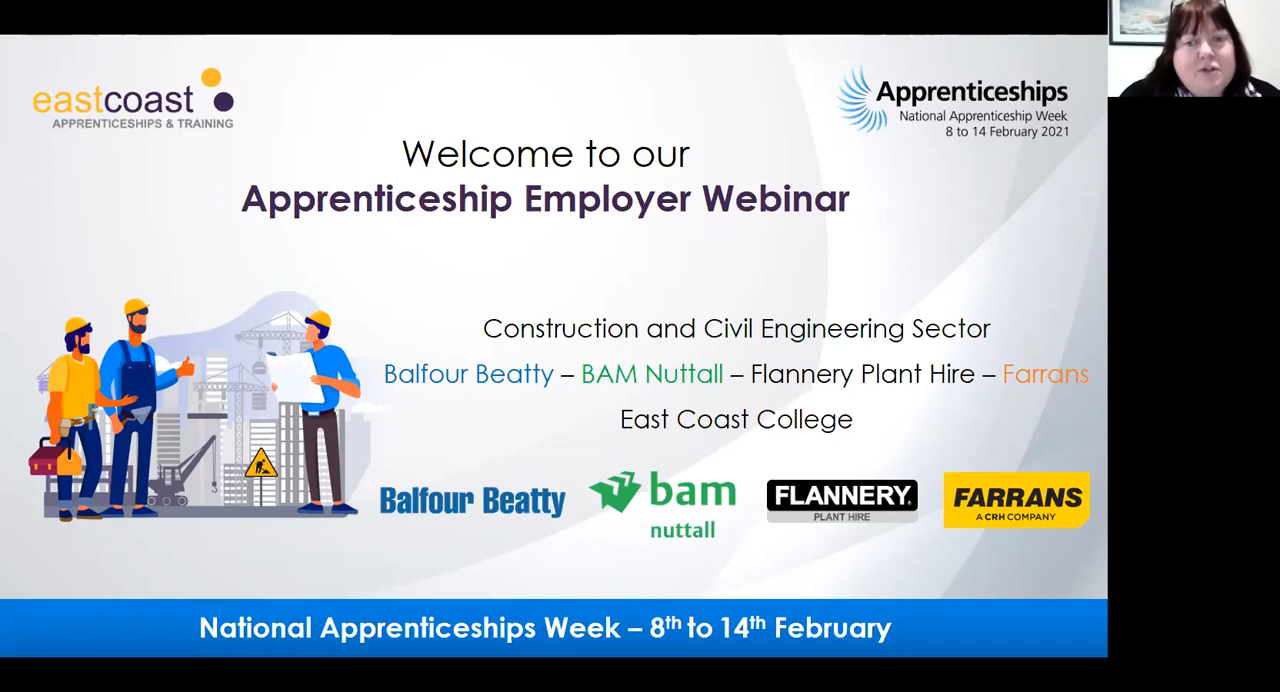 eastcoast
APPRENTICESHIPS & TRAINING
Apprenticeships
National Apprenticeship Week
8 to 14 February 2021
Welcome to our
Apprenticeship Employer Webinar
Construction and Civil Engineering Sector
Balfour Beatty – BAM Nuttall – Flannery Plant Hire – Farrans
East Coast College
Balfour Beatty
bam
nuttall
FLANNERY.
PLANT HIRE
FARRANS
A CRH COMPANY
National Apprenticeships Week – 8th to 14th February